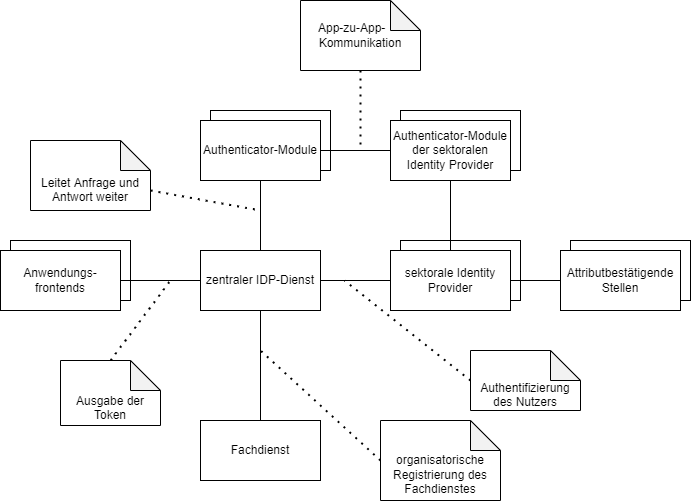 App-zu-App-
Kommunikation
Authenticator-Module
Authenticator-Module
der sektoralen
Identity Provider
Leitet Anfrage und
Antwort weiter
Anwendungs-
frontends
zentraler IDP-Dienst
sektorale Identity
Provider
Attributbestätigende
Stellen
Ausgabe der
Token
Authentifizierung
des Nutzers
Fachdienst
organisatorische
Registrierung des
Fachdienstes